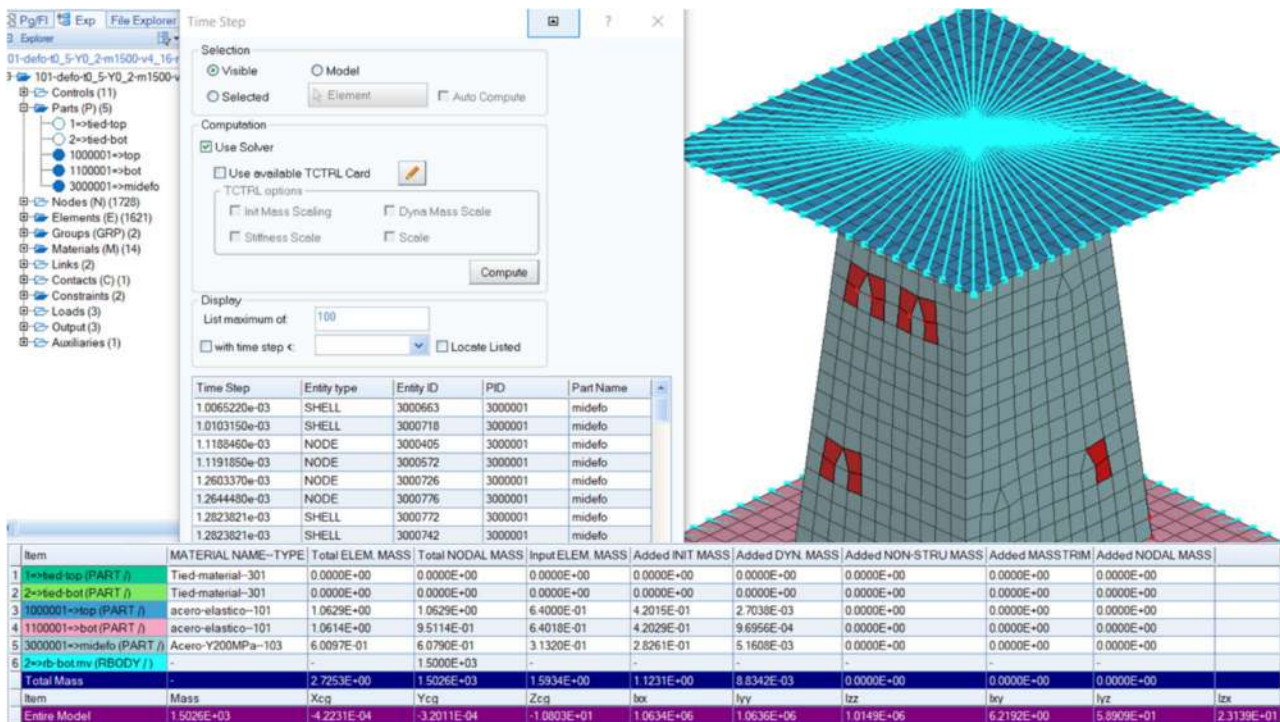 Pg/Fl Exp File Explorer
Explorer
01-defo-t0_5-Y0_2-m1500-v4_16-r
101-defo-t0_5-Y0_2-m1500-v
Controls (11)
Parts (P) (5)
1=>tied-top
2=>tied-bot
1000001=>top
1100001=>bot
3000001=>midefo
Nodes (N) (1728)
Elements (E) (1621)
Groups (GRP) (2)
Materials (M) (14)
Links (2)
Contacts (C) (1)
Constraints (2)
Loads (3)
Output (3)
Auxiliaries (1)
Time Step ?
Selection
Visible Model
Selected Element Auto Compute
Computation
Use Solver
Use available TCTRL Card
TCTRL options
Init Mass Scaling Dyna Mass Scale
Stiffness Scale Scale
Compute
Display
List maximum of: 100
with time step <: Locate Listed
Time Step Entity type Entity ID PID Part Name
1.0065220e-03 SHELL 3000663 3000001 midefo
1.0103150e-03 SHELL 3000718 3000001 midefo
1.1188460e-03 NODE 3000405 3000001 midefo
1.1191850e-03 NODE 3000572 3000001 midefo
1.2603370e-03 NODE 3000726 3000001 midefo
1.2644480e-03 NODE 3000776 3000001 midefo
1.2823821e-03 SHELL 3000772 3000001 midefo
1.2823821e-03 SHELL 3000742 3000001 midefo
Item MATERIAL NAME--TYPE Total ELEM. MASS Total NODAL MASS Input ELEM. MASS Added INIT MASS Added DYN. MASS Added NON-STRU MASS Added MASSTRIM Added NODAL MASS
1 1=>tied-top (PART /) Tied-material--301 0.0000E+00 0.0000E+00 0.0000E+00 0.0000E+00 0.0000E+00 0.0000E+00 0.0000E+00 0.0000E+00
2 2=>tied-bot (PART /) Tied-material--301 0.0000E+00 0.0000E+00 0.0000E+00 0.0000E+00 0.0000E+00 0.0000E+00 0.0000E+00 0.0000E+00
3 1000001=>top (PART /) acero-elastico--101 1.0629E+00 1.0629E+00 6.4000E-01 4.2015E-01 2.7038E-03 0.0000E+00 0.0000E+00 0.0000E+00
4 1100001=>bot (PART /) acero-elastico--101 1.0614E+00 9.5114E-01 6.4018E-01 4.2029E-01 9.6956E-04 0.0000E+00 0.0000E+00 0.0000E+00
5 3000001=>midefo (PART /) Acero-Y200MPa--103 6.0097E-01 6.0790E-01 3.1320E-01 2.8261E-01 5.1608E-03 0.0000E+00 0.0000E+00 0.0000E+00
6 2=>rb-bot.mv (RBODY / ) - - 1.5000E+03 - - - - - -
Total Mass - 2.7253E+00 1.5026E+03 1.5934E+00 1.1231E+00 8.8342E-03 0.0000E+00 0.0000E+00 0.0000E+00
Item Mass Xcg Ycg Zcg Ixx Iyy Izz Ixy Iyz Izx
Entire Model 1.5026E+03 -4.2231E-04 -3.2011E-04 -1.0803E+01 1.0634E+06 1.0636E+06 1.0149E+06 6.2192E+00 5.8909E+01 2.3139E+01